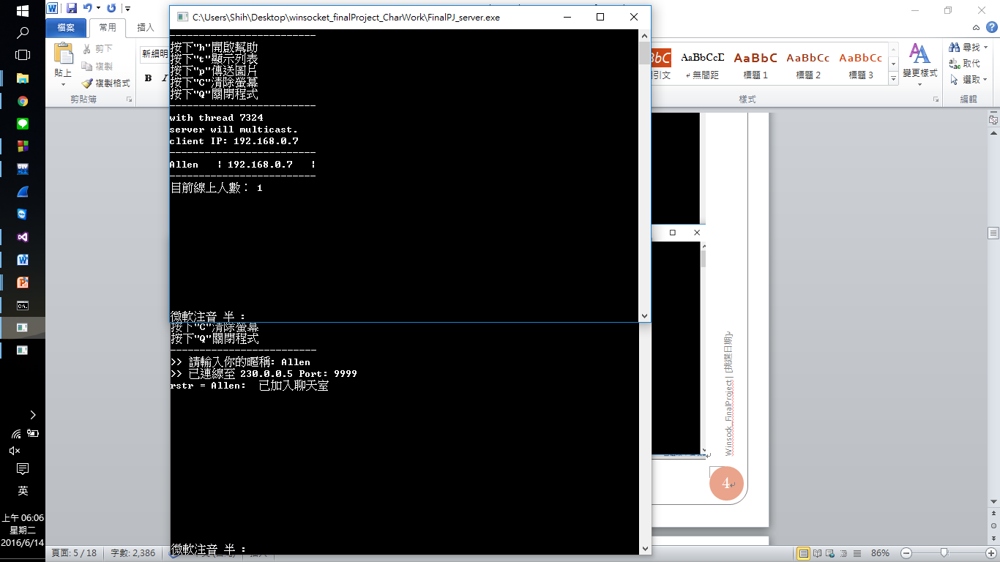 C:\Users\Shih\Desktop\winsocket_finalProject_CharWork\FinalPJ_server.exe
檔案 常用 插入
貼上
剪下
複製
複製格式
剪貼簿
新細明
B I
AaBbCcD AaBbC AaBbCc AaBbCc
引文 無間距 標題 1 標題 2 標題 3
變更樣式
樣式
尋找
取代
選取
編輯
-------------------------
按下"h"開啟幫助
按下"t"顯示列表
按下"p"傳送圖片
按下"C"清除螢幕
按下"Q"關閉程式
-------------------------
with thread 7324
server will multicast.
client IP: 192.168.0.7
-------------------------
Allen   | 192.168.0.7   |
-------------------------
目前線上人數： 1
微軟注音 半 :
按下"C"清除螢幕
按下"Q"關閉程式
-------------------------
>> 請輸入你的暱稱: Allen
>> 已連線至 230.0.0.5 Port: 9999
rstr = Allen:  已加入聊天室
微軟注音 半 :
Winsock_FinalProject | [挑選日期]
4
英
上午 06:06
星期二
2016/6/14
頁面: 5 / 18
字數: 2,386
86%